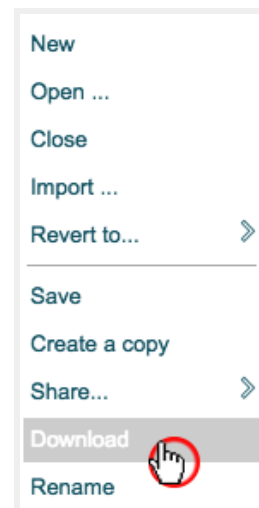 New
Open ...
Close
Import ...
Revert to...
Save
Create a copy
Share...
Download
Rename